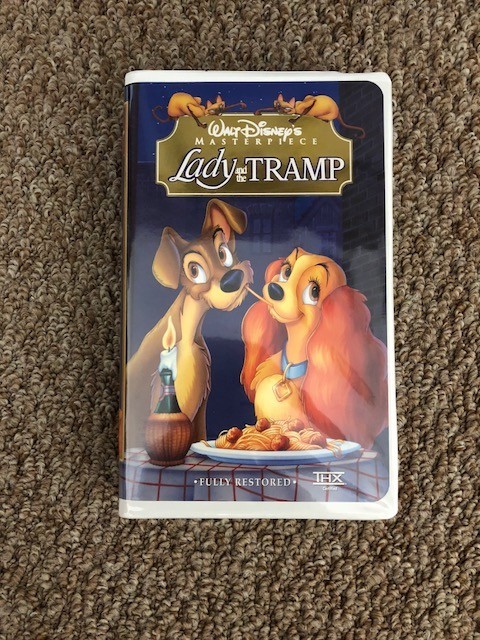 WALT DISNEY'S
MASTERPIECE
Lady and the TRAMP
• FULLY RESTORED •
THX